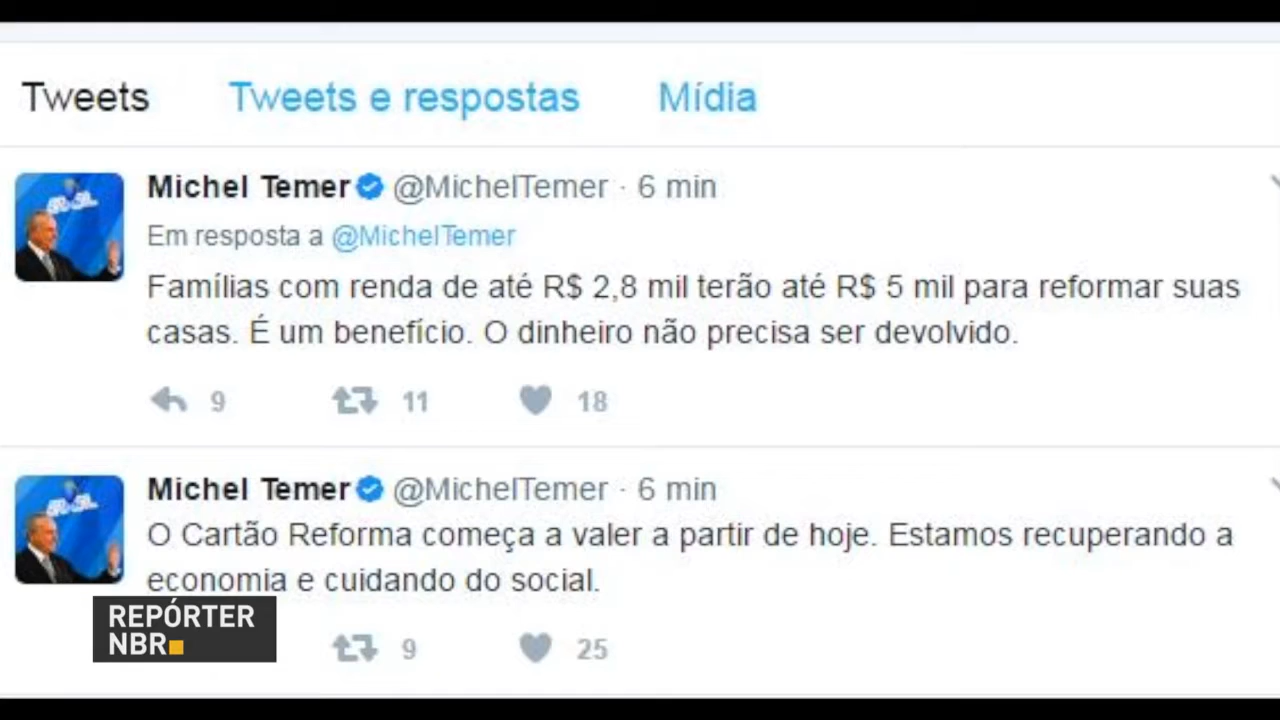 Tweets Tweets e respostas Mídia
Michel Temer @MichelTemer · 6 min
Em resposta a @MichelTemer
Famílias com renda de até R$ 2,8 mil terão até R$ 5 mil para reformar suas
casas. É um benefício. O dinheiro não precisa ser devolvido.
9 11 18
Michel Temer @MichelTemer · 6 min
O Cartão Reforma começa a valer a partir de hoje. Estamos recuperando a
economia e cuidando do social.
REPÓRTER
NBR
9 25